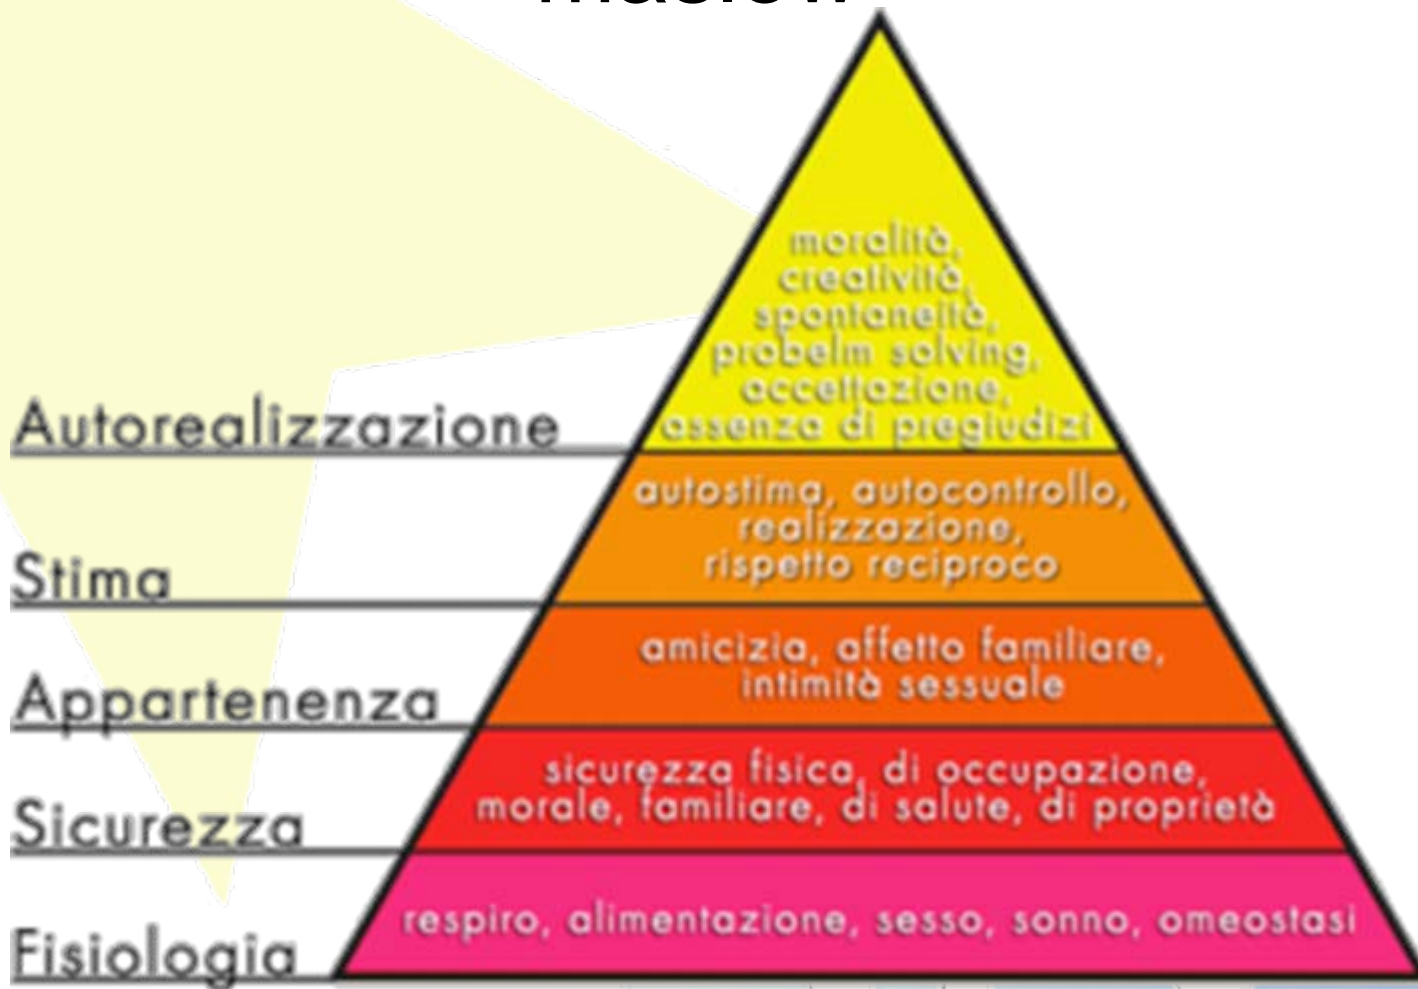 maslow
moralità,
creatività,
spontaneità,
probelm solving,
accettazione,
assenza di pregiudizi
Autorealizzazione
autostima, autocontrollo,
realizzazione,
rispetto reciproco
Stima
amicizia, affetto familiare,
intimità sessuale
Appartenenza
sicurezza fisica, di occupazione,
morale, familiare, di salute, di proprietà
Sicurezza
respiro, alimentazione, sesso, sonno, omeostasi
Fisiologia